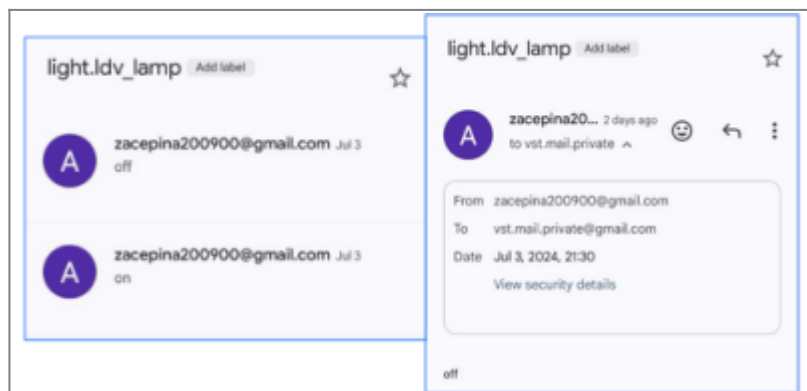 light.ldv_lamp Add label
zacepina200900@gmail.com Jul 3
off
zacepina200900@gmail.com Jul 3
on
light.ldv_lamp Add label
zacepina20... 2 days ago
to vst.mail.private
From zacepina200900@gmail.com
To vst.mail.private@gmail.com
Date Jul 3, 2024, 21:30
View security details
off
A
A
A